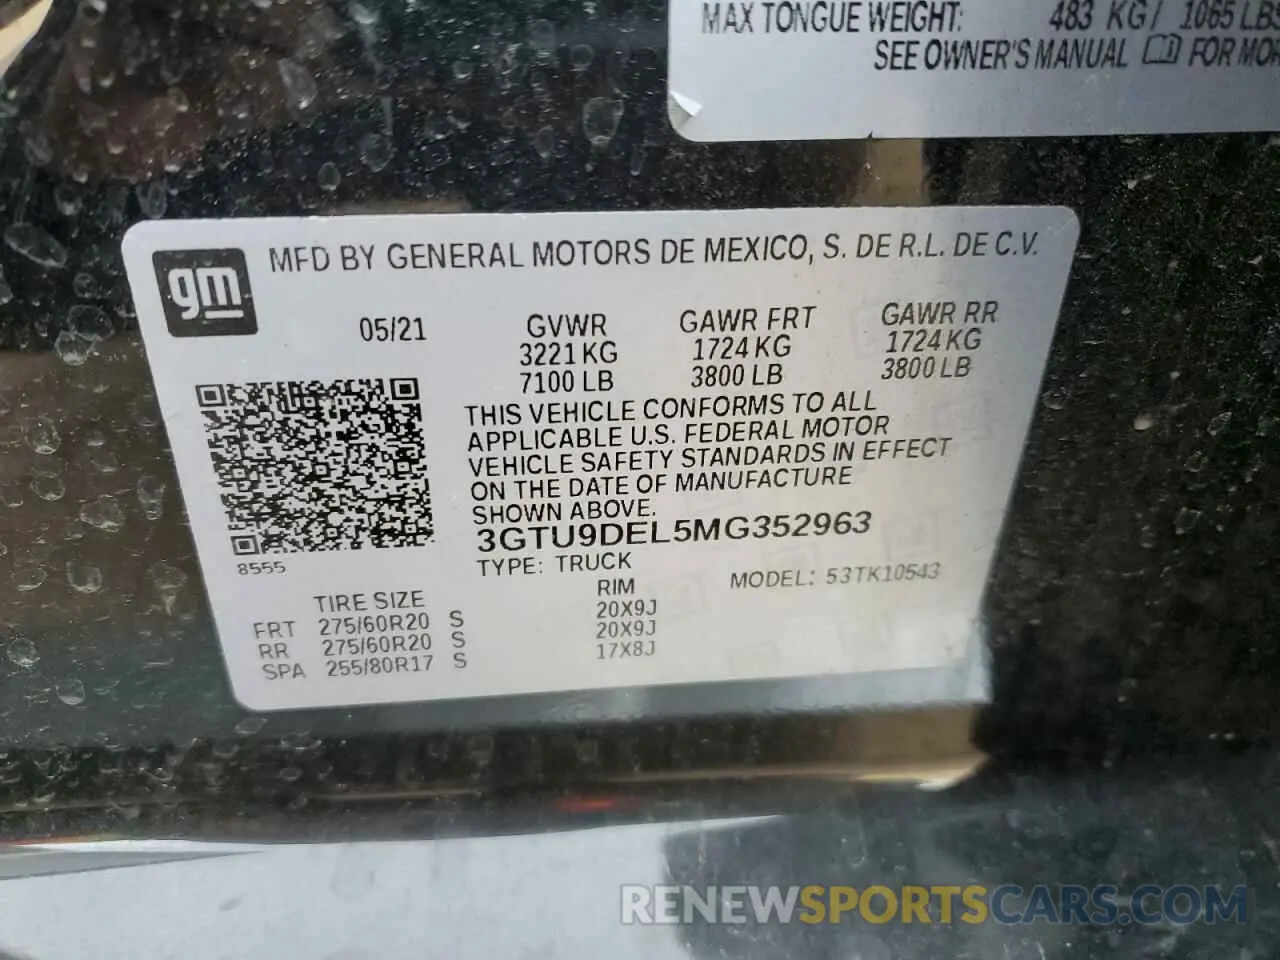 MAX TONGUE WEIGHT: 483 KG/ 1065 LBS
SEE OWNER'S MANUAL FOR MOR
gm
MFD BY GENERAL MOTORS DE MEXICO, S. DE R.L. DE C.V.
05/21 GVWR GAWR FRT GAWR RR
3221 KG 1724 KG 1724 KG
7100 LB 3800 LB 3800 LB
THIS VEHICLE CONFORMS TO ALL
APPLICABLE U.S. FEDERAL MOTOR
VEHICLE SAFETY STANDARDS IN EFFECT
ON THE DATE OF MANUFACTURE
SHOWN ABOVE.
3GTU9DEL5MG352963
8555 TYPE: TRUCK MODEL: 53TK10543
TIRE SIZE RIM
FRT 275/60R20 S 20X9J
RR 275/60R20 S 20X9J
SPA 255/80R17 S 17X8J
RENEWSPORTSCARS.COM